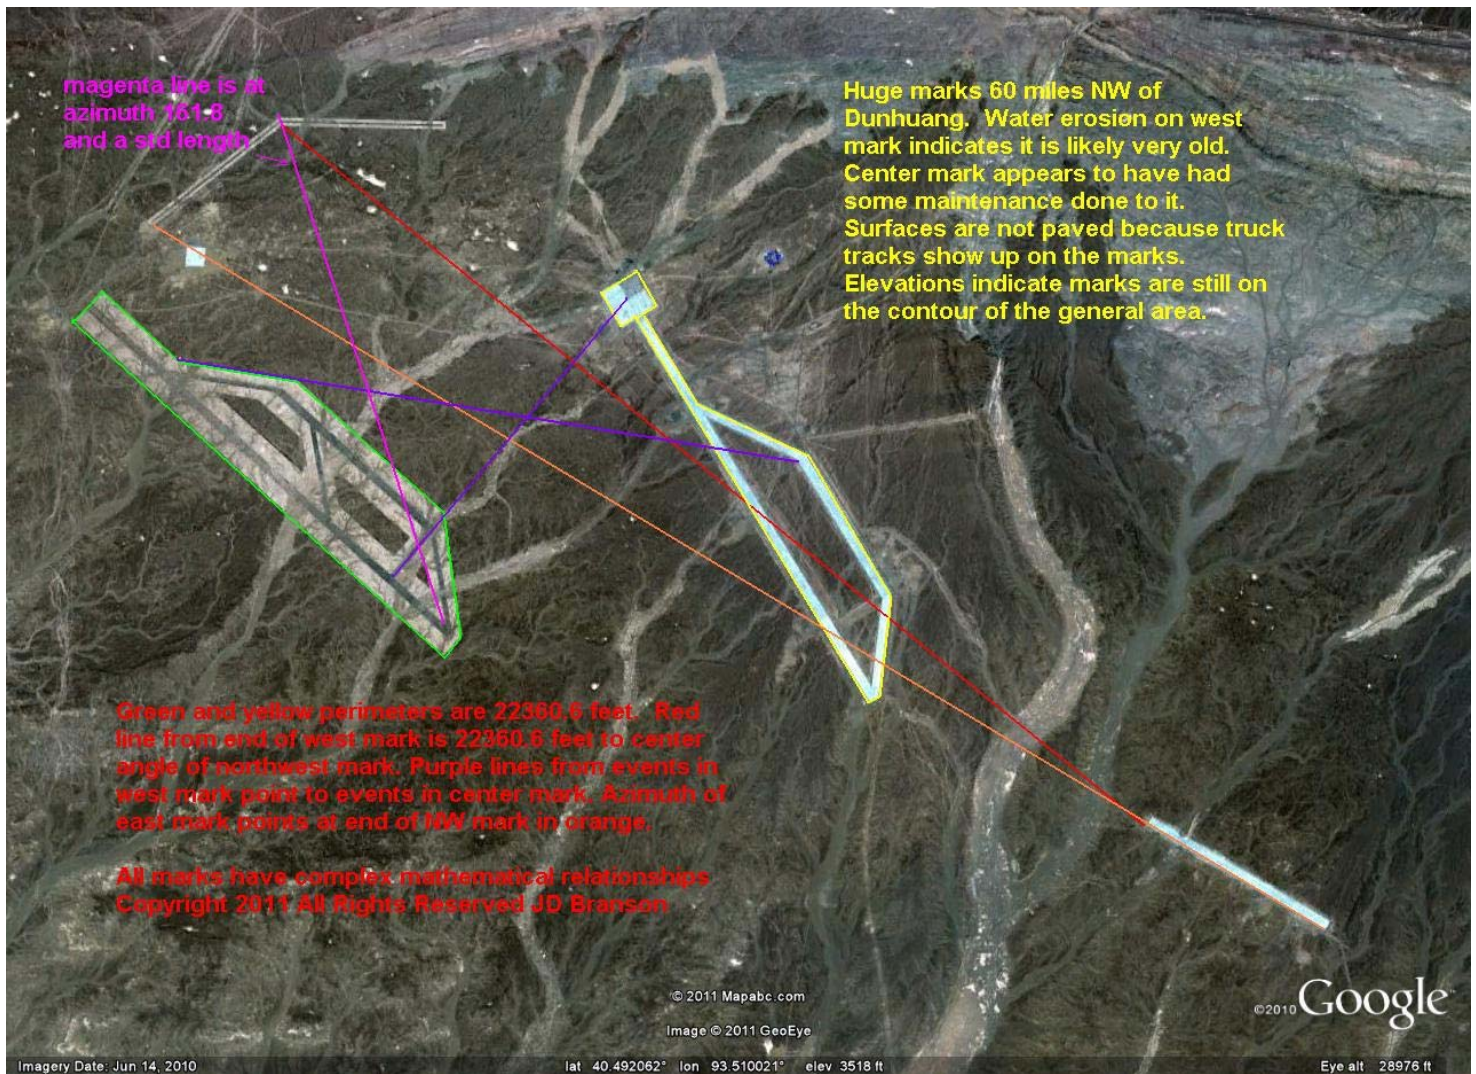 magenta line is at
azimuth 161.8
and a std length
Huge marks 60 miles NW of
Dunhuang. Water erosion on west
mark indicates it is likely very old.
Center mark appears to have had
some maintenance done to it.
Surfaces are not paved because truck
tracks show up on the marks.
Elevations indicate marks are still on
the contour of the general area.
Green and yellow perimeters are 22360.6 feet. Red
line from end of west mark is 22360.6 feet to center
angle of northwest mark. Purple lines from events in
west mark point to events in center mark. Azimuth of
east mark points at end of NW mark in orange.
All marks have complex mathematical relationships
Copyright 2011 All Rights Reserved JD Branson
© 2011 Mapabc.com
Image © 2011 GeoEye
©2010 Google
Imagery Date: Jun 14, 2010 lat 40.492062° lon 93.510021° elev 3518 ft Eye alt 28976 ft